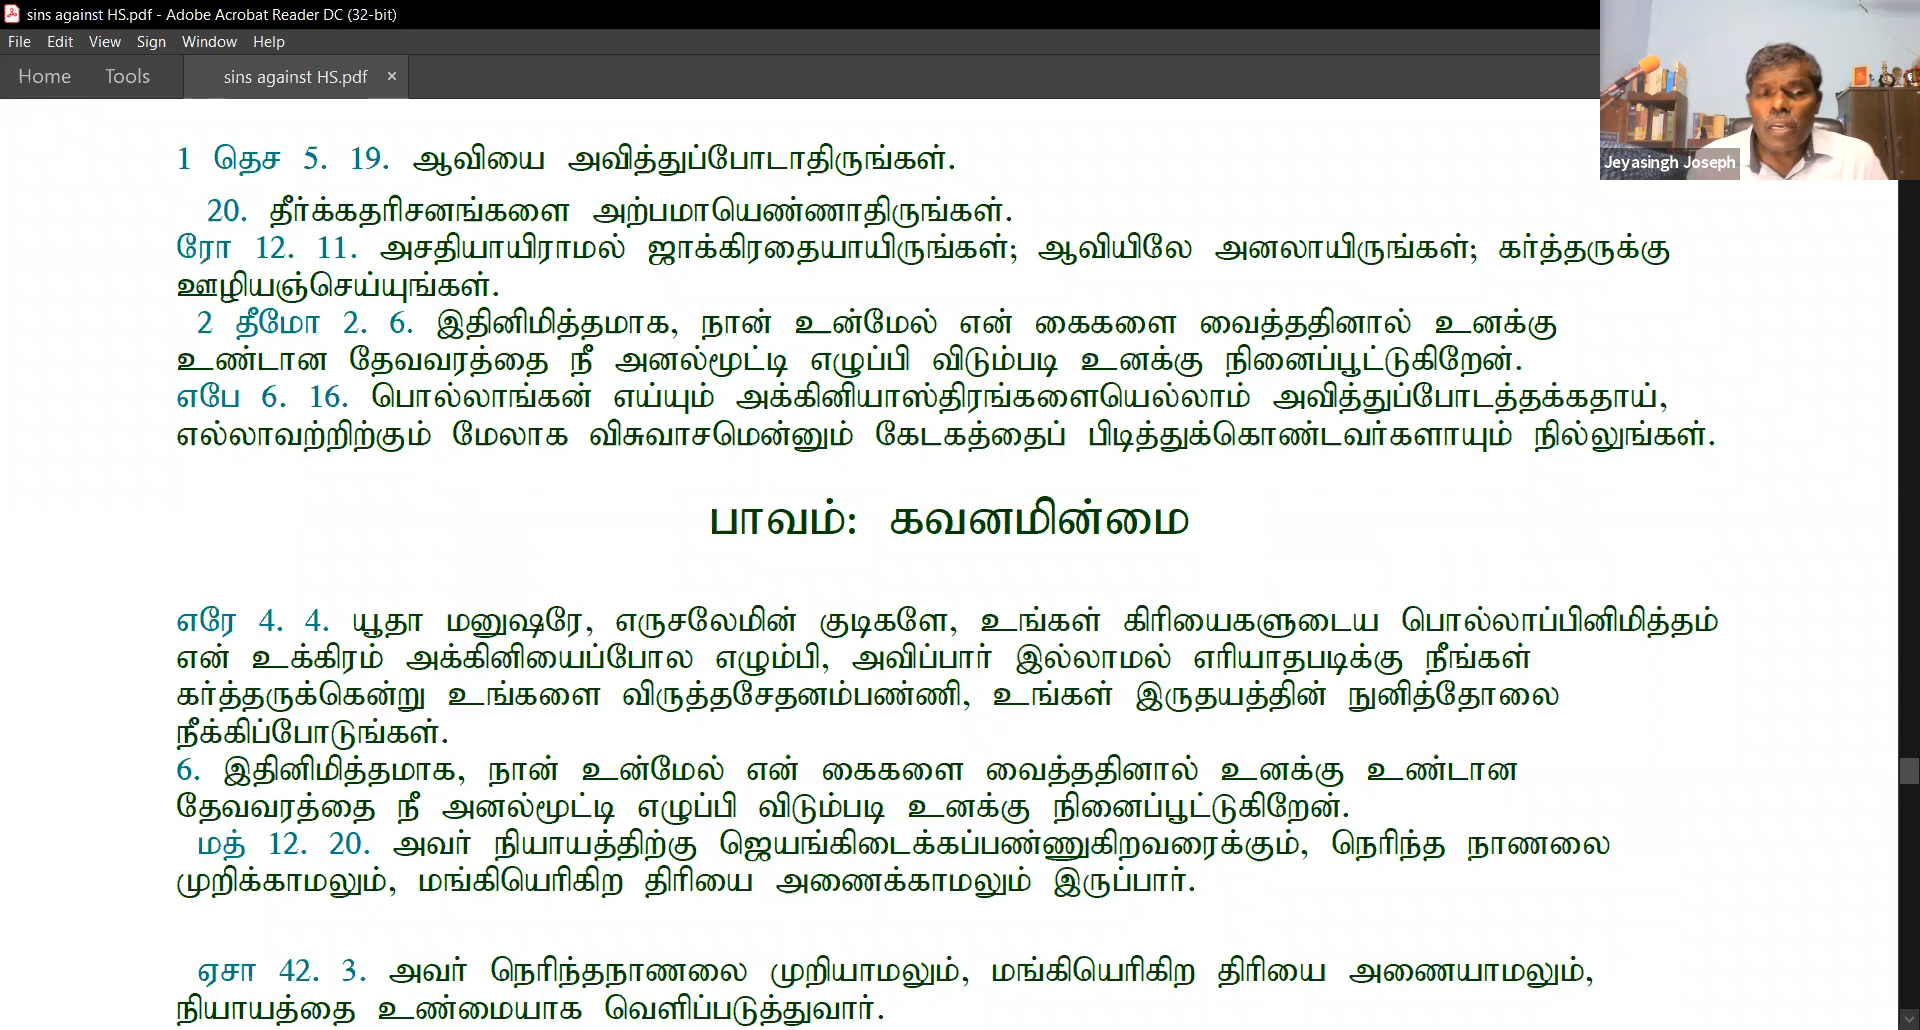 sins against HS.pdf - Adobe Acrobat Reader DC (32-bit)
File Edit View Sign Window Help
Home Tools sins against HS.pdf ×
Jeyasingh Joseph
1 தெச 5. 19. ஆவியை அவித்துப்போடாதிருங்கள்.
20. தீர்க்கதரிசனங்களை அற்பமாயெண்ணாதிருங்கள்.
ரோ 12. 11. அசதியாயிராமல் ஜாக்கிரதையாயிருங்கள்; ஆவியிலே அனலாயிருங்கள்; கர்த்தருக்கு
ஊழியஞ்செய்யுங்கள்.
2 தீமோ 2. 6. இதினிமித்தமாக, நான் உன்மேல் என் கைகளை வைத்ததினால் உனக்கு
உண்டான தேவவரத்தை நீ அனல்மூட்டி எழுப்பி விடும்படி உனக்கு நினைப்பூட்டுகிறேன்.
எபே 6. 16. பொல்லாங்கன் எய்யும் அக்கினியாஸ்திரங்களையெல்லாம் அவித்துப்போடத்தக்கதாய்,
எல்லாவற்றிற்கும் மேலாக விசுவாசமென்னும் கேடகத்தைப் பிடித்துக்கொண்டவர்களாயும் நில்லுங்கள்.
பாவம்: கவனமின்மை
எரே 4. 4. யூதா மனுஷரே, எருசலேமின் குடிகளே, உங்கள் கிரியைகளுடைய பொல்லாப்பினிமித்தம்
என் உக்கிரம் அக்கினியைப்போல எழும்பி, அவிப்பார் இல்லாமல் எரியாதபடிக்கு நீங்கள்
கர்த்தருக்கென்று உங்களை விருத்தசேதனம்பண்ணி, உங்கள் இருதயத்தின் நுனித்தோலை
நீக்கிப்போடுங்கள்.
6. இதினிமித்தமாக, நான் உன்மேல் என் கைகளை வைத்ததினால் உனக்கு உண்டான
தேவவரத்தை நீ அனல்மூட்டி எழுப்பி விடும்படி உனக்கு நினைப்பூட்டுகிறேன்.
மத் 12. 20. அவர் நியாயத்திற்கு ஜெயங்கிடைக்கப்பண்ணுகிறவரைக்கும், நெரிந்த நாணலை
முறிக்காமலும், மங்கியெரிகிற திரியை அணைக்காமலும் இருப்பார்.
ஏசா 42. 3. அவர் நெரிந்தநாணலை முறியாமலும், மங்கியெரிகிற திரியை அணையாமலும்,
நியாயத்தை உண்மையாக வெளிப்படுத்துவார்.